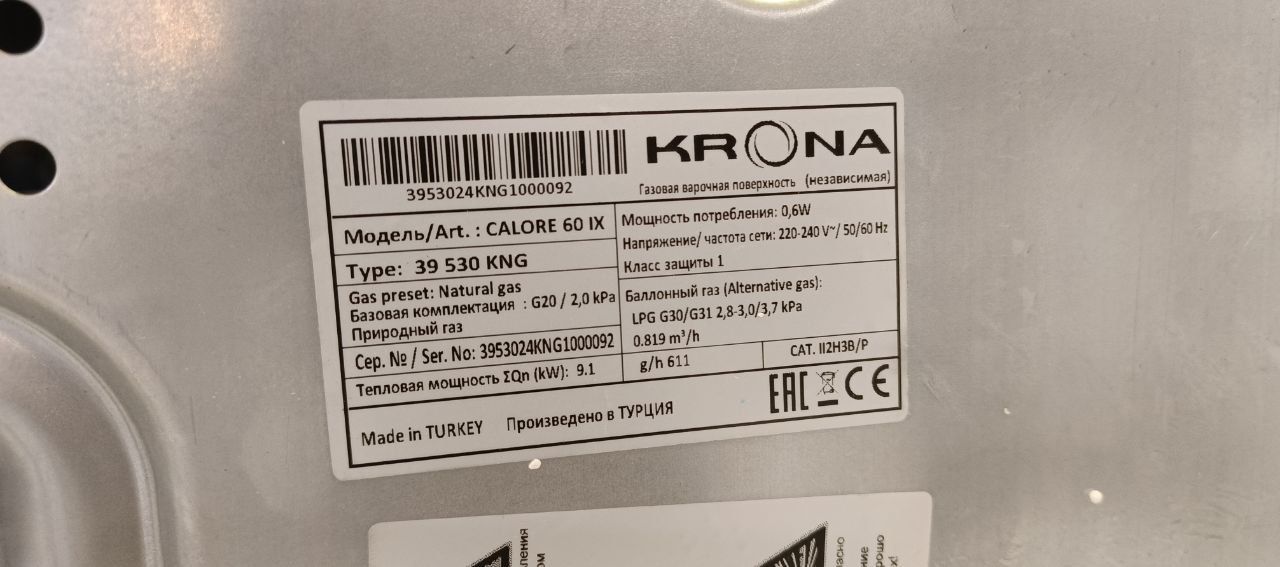 3953024KNG1000092
KRONA
Газовая варочная поверхность (независимая)
Модель/Art. : CALORE 60 IX
Type: 39 530 KNG
Gas preset: Natural gas
Базовая комплектация : G20 / 2,0 kPa
Природный газ
Сер. № / Ser. No: 3953024KNG1000092
Тепловая мощность ΣQn (kW): 9.1
Мощность потребления: 0,6W
Напряжение/ частота сети: 220-240 V~/ 50/60 Hz
Класс защиты 1
Баллонный газ (Alternative gas):
LPG G30/G31 2,8-3,0/3,7 kPa
0.819 m³/h
g/h 611
CAT. II2H3B/P
Made in TURKEY Произведено в ТУРЦИЯ
EAC CE